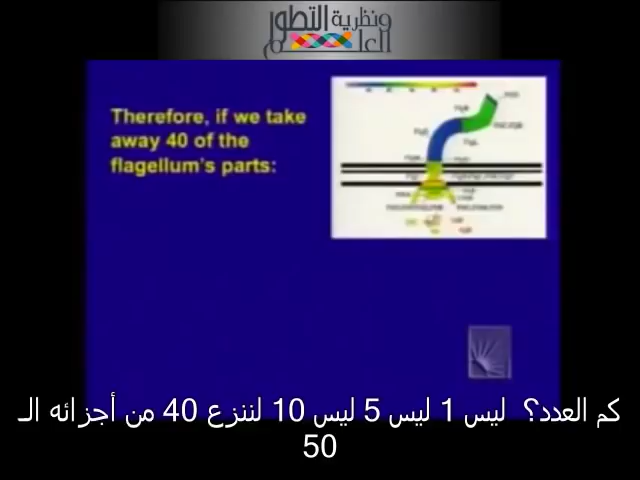 ونظرية التطور
العلم
Therefore, if we take
away 40 of the
flagellum's parts:
كم العدد؟ ليس 1 ليس 5 ليس 10 لننزع 40 من أجزائه الـ
50